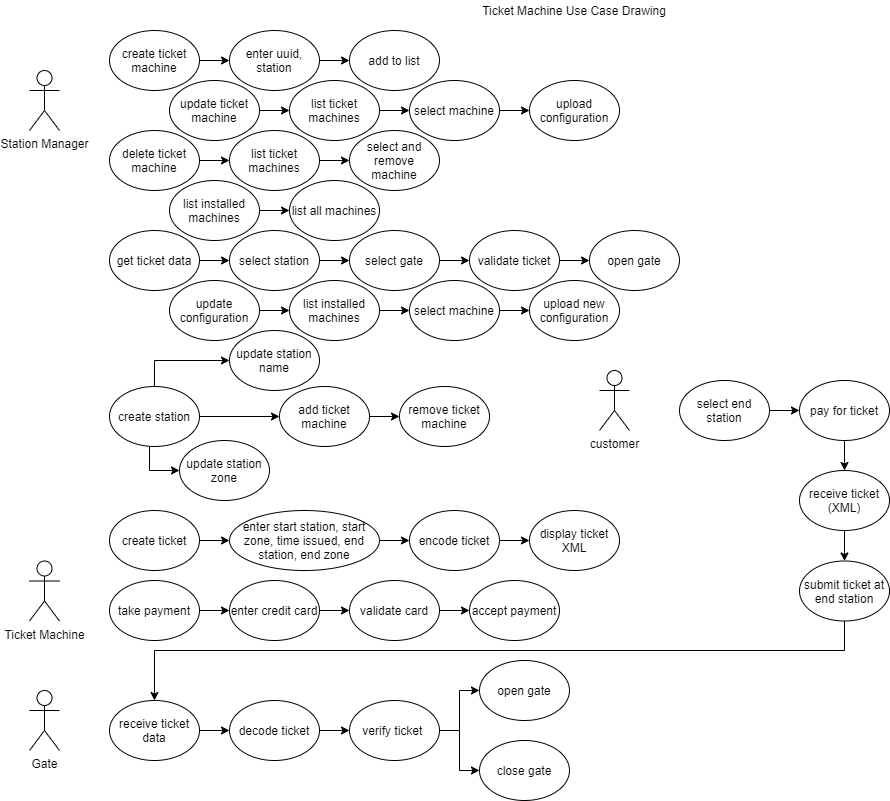 Ticket Machine Use Case Drawing
create ticket
machine
enter uuid,
station
add to list
Station Manager
update ticket
machine
list ticket
machines
select machine
upload
configuration
delete ticket
machine
list ticket
machines
select and
remove
machine
list installed
machines
list all machines
get ticket data
select station
select gate
validate ticket
open gate
update
configuration
list installed
machines
select machine
upload new
configuration
update station
name
create station
add ticket
machine
remove ticket
machine
update station
zone
customer
select end
station
pay for ticket
receive ticket
(XML)
submit ticket at
end station
create ticket
enter start station, start
zone, time issued, end
station, end zone
encode ticket
display ticket
XML
Ticket Machine
take payment
enter credit card
validate card
accept payment
Gate
receive ticket
data
decode ticket
verify ticket
open gate
close gate